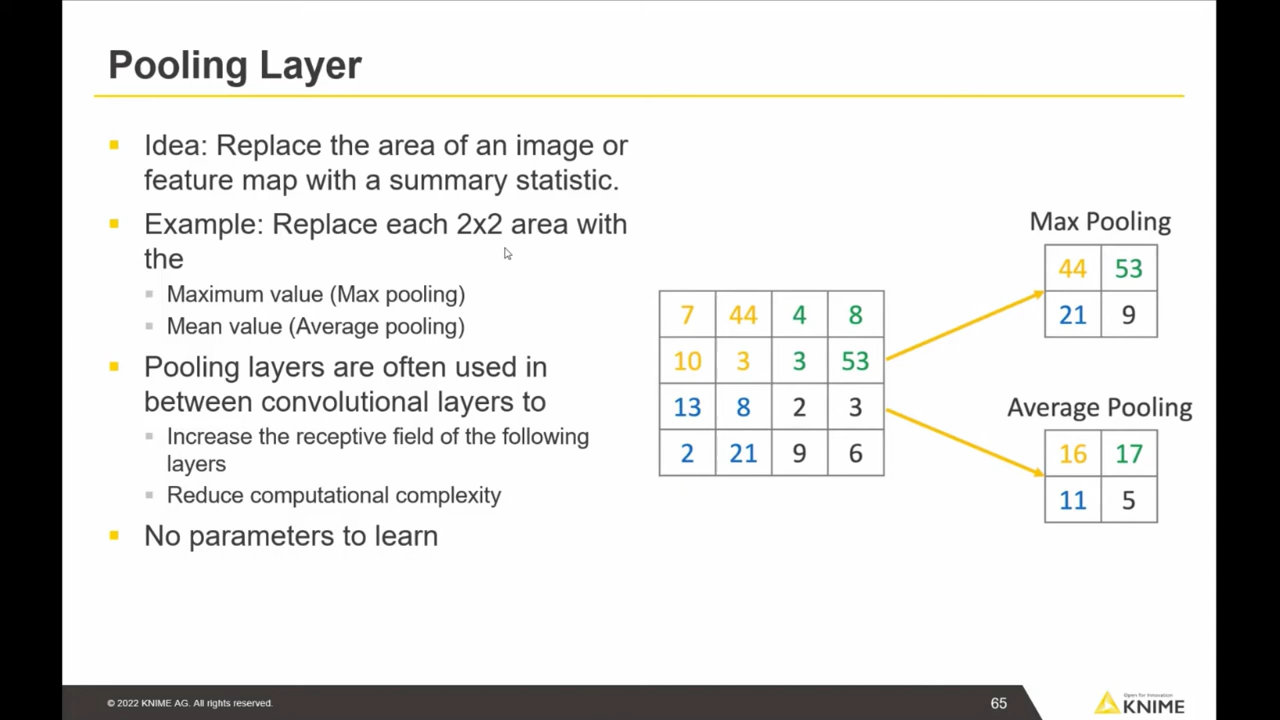 Pooling Layer
Idea: Replace the area of an image or
feature map with a summary statistic.
Example: Replace each 2x2 area with
the
Maximum value (Max pooling)
Mean value (Average pooling)
Pooling layers are often used in
between convolutional layers to
Increase the receptive field of the following
layers
Reduce computational complexity
No parameters to learn
7 44 4 8
10 3 3 53
13 8 2 3
2 21 9 6
Max Pooling
44 53
21 9
Average Pooling
16 17
11 5
© 2022 KNIME AG. All rights reserved.
65
Open for Innovation
KNIME